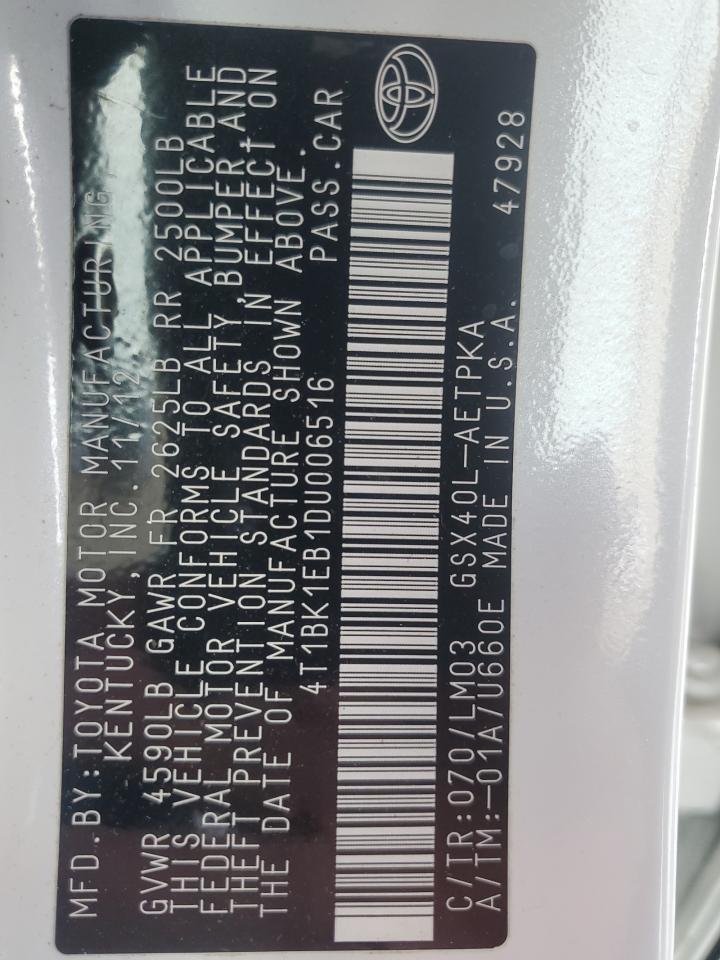 MFD.BY:TOYOTA MOTOR MANUFACTURING,
KENTUCKY,INC. 11/12
GVWR 4590LB GAWR FR 2625LB RR 2500LB
THIS VEHICLE CONFORMS TO ALL APPLICABLE
FEDERAL MOTOR VEHICLE SAFETY,BUMPER,AND
THEFT PREVENTION STANDARDS IN EFFECT ON
THE DATE OF MANUFACTURE SHOWN ABOVE.
4T1BK1EB1DU006516 PASS.CAR
C/TR:070/LM03 GSX40L-AETPKA
A/TM:-01A/U660E MADE IN U.S.A. 47928